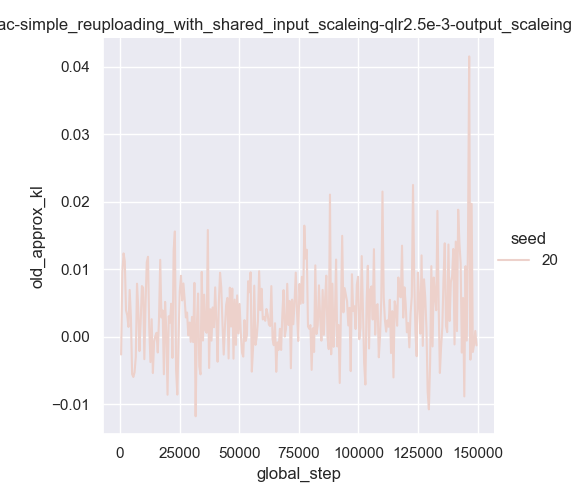 ac-simple_reuploading_with_shared_input_scaleing-qlr2.5e-3-output_scaleing
0.04
0.03
0.02
0.01
0.00
−0.01
old_approx_kl
0 25000 50000 75000 100000 125000 150000
global_step
seed
20